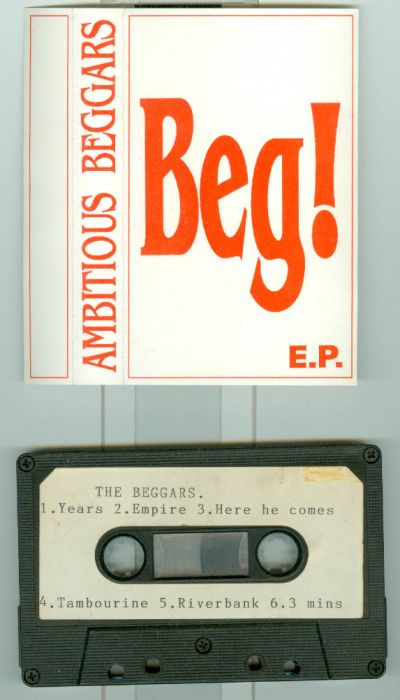 AMBITIOUS BEGGARS
Beg!
E.P.
THE BEGGARS.
1.Years 2.Empire 3.Here he comes
4.Tambourine 5.Riverbank 6.3 mins